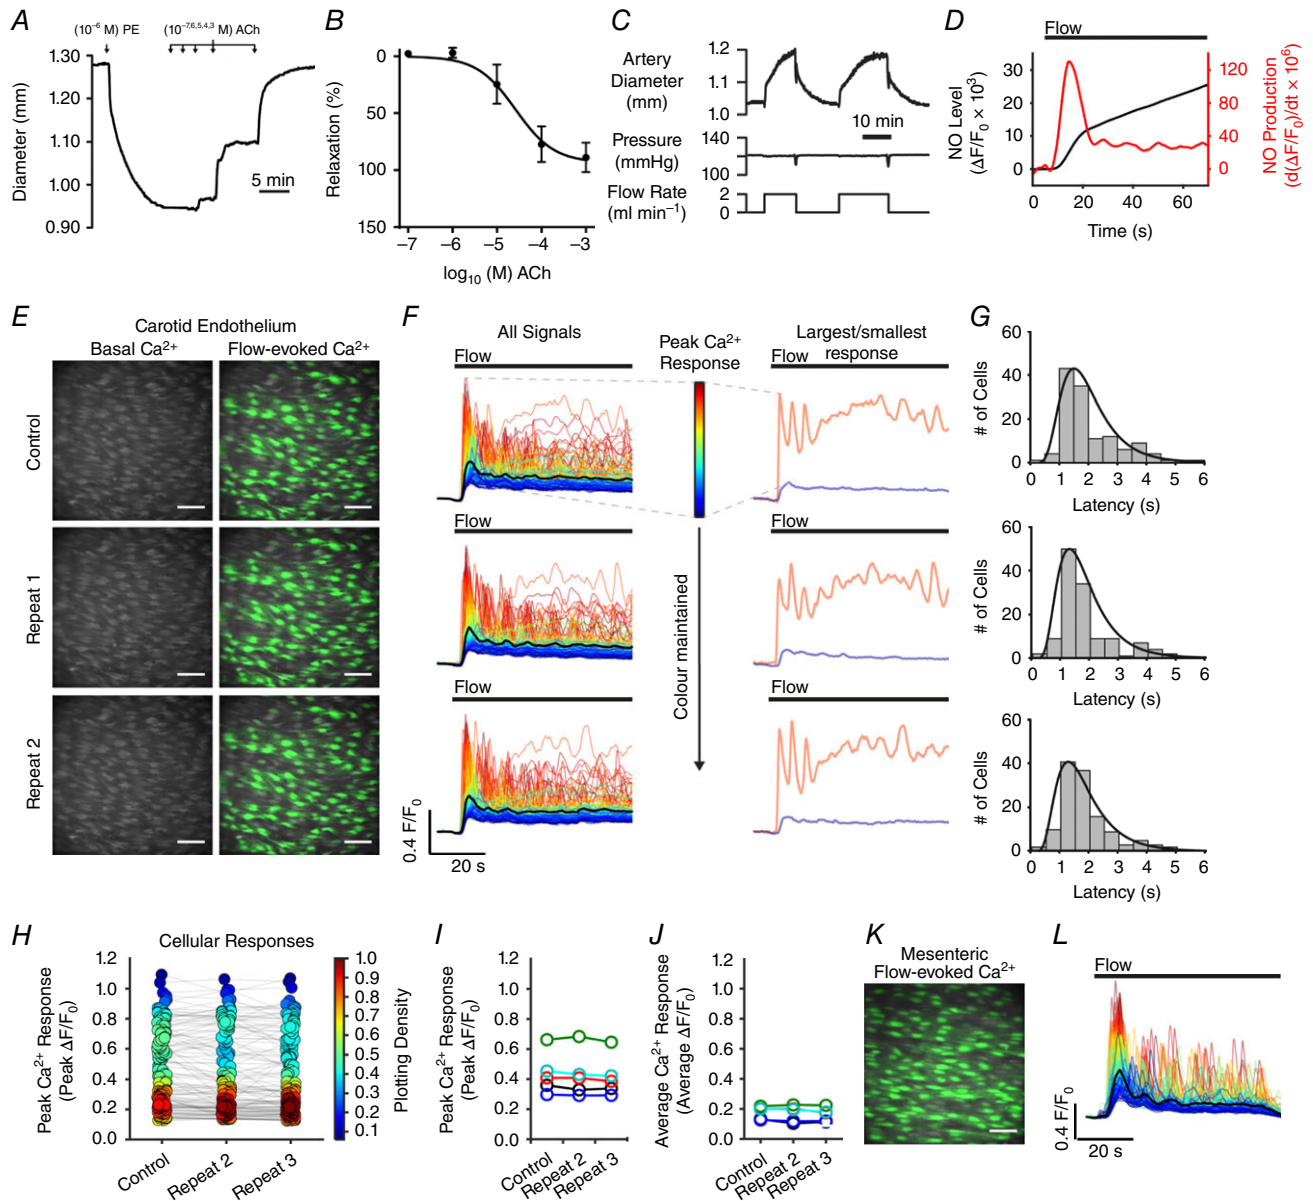 A
(10⁻⁶ M) PE
(10⁻⁷,⁶,⁵,⁴,³ M) ACh
Diameter (mm)
1.30
1.10
1.00
0.90
5 min
B
Relaxation (%)
0
50
100
150
−7
−6
−5
−4
−3
log₁₀ (M) ACh
C
Artery
Diameter
(mm)
1.2
1.1
1.0
10 min
Pressure
(mmHg)
140
100
Flow Rate
(ml min⁻¹)
2
0
D
Flow
NO Level
(ΔF/F₀ × 10³)
30
20
10
0
120
80
40
0
NO Production
(d(ΔF/F₀)/dt × 10⁶)
0
20
40
60
Time (s)
E
Carotid Endothelium
Basal Ca²⁺
Flow-evoked Ca²⁺
Control
Repeat 1
Repeat 2
F
All Signals
Flow
Peak Ca²⁺
Response
Largest/smallest
response
Flow
Flow
Flow
Colour maintained
Flow
Flow
0.4 F/F₀
20 s
G
# of Cells
60
40
20
0
0 1 2 3 4 5 6
Latency (s)
# of Cells
60
40
20
0
0 1 2 3 4 5 6
Latency (s)
# of Cells
60
40
20
0
0 1 2 3 4 5 6
Latency (s)
H
Cellular Responses
Peak Ca²⁺ Response
(Peak ΔF/F₀)
1.2
1.0
0.8
0.6
0.4
0.2
0.0
Control
Repeat 2
Repeat 3
1.0
0.9
0.8
0.7
0.6
0.5
0.4
0.3
0.2
0.1
Plotting Density
I
Peak Ca²⁺ Response
(Peak ΔF/F₀)
1.2
1.0
0.8
0.6
0.4
0.2
0.0
Control
Repeat 2
Repeat 3
J
Average Ca²⁺ Response
(Average ΔF/F₀)
1.2
1.0
0.8
0.6
0.4
0.2
0.0
Control
Repeat 2
Repeat 3
K
Mesenteric
Flow-evoked Ca²⁺
L
Flow
0.4 F/F₀
20 s